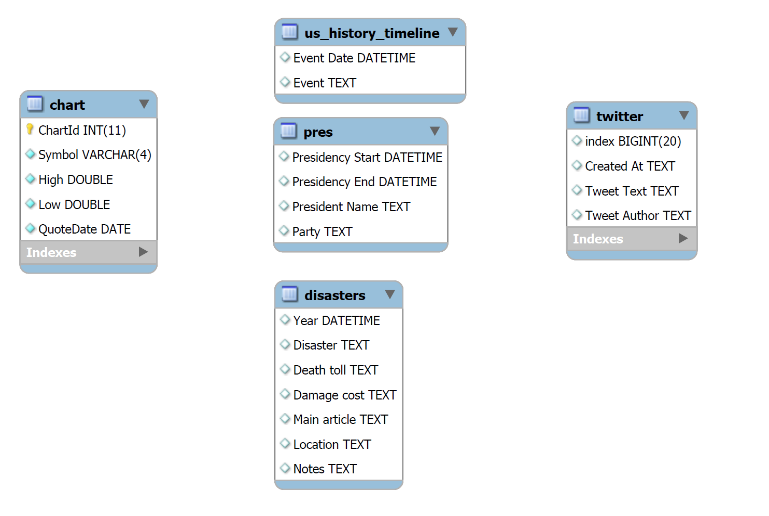 us_history_timeline
Event Date DATETIME
Event TEXT
chart
ChartId INT(11)
Symbol VARCHAR(4)
High DOUBLE
Low DOUBLE
QuoteDate DATE
Indexes
pres
Presidency Start DATETIME
Presidency End DATETIME
President Name TEXT
Party TEXT
twitter
index BIGINT(20)
Created At TEXT
Tweet Text TEXT
Tweet Author TEXT
Indexes
disasters
Year DATETIME
Disaster TEXT
Death toll TEXT
Damage cost TEXT
Main article TEXT
Location TEXT
Notes TEXT